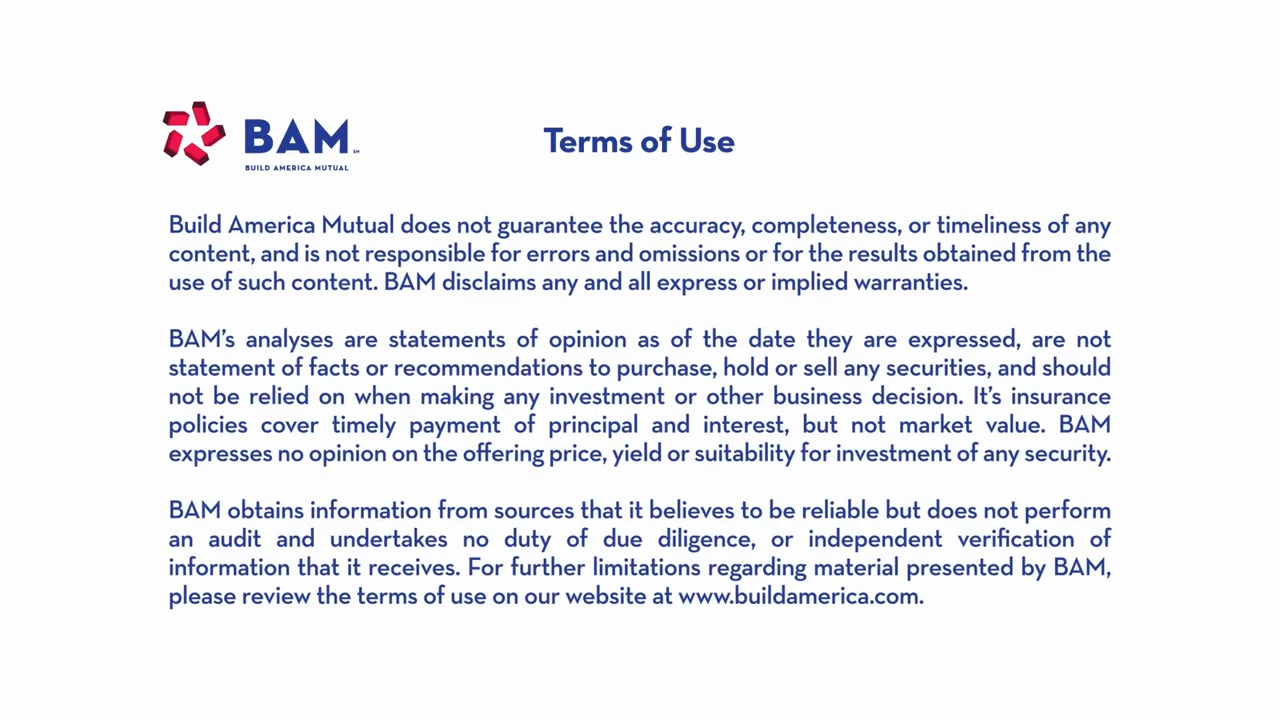 BAM℠
BUILD AMERICA MUTUAL
Terms of Use
Build America Mutual does not guarantee the accuracy, completeness, or timeliness of any
content, and is not responsible for errors and omissions or for the results obtained from the
use of such content. BAM disclaims any and all express or implied warranties.
BAM’s analyses are statements of opinion as of the date they are expressed, are not
statement of facts or recommendations to purchase, hold or sell any securities, and should
not be relied on when making any investment or other business decision. It’s insurance
policies cover timely payment of principal and interest, but not market value. BAM
expresses no opinion on the offering price, yield or suitability for investment of any security.
BAM obtains information from sources that it believes to be reliable but does not perform
an audit and undertakes no duty of due diligence, or independent verification of
information that it receives. For further limitations regarding material presented by BAM,
please review the terms of use on our website at www.buildamerica.com.